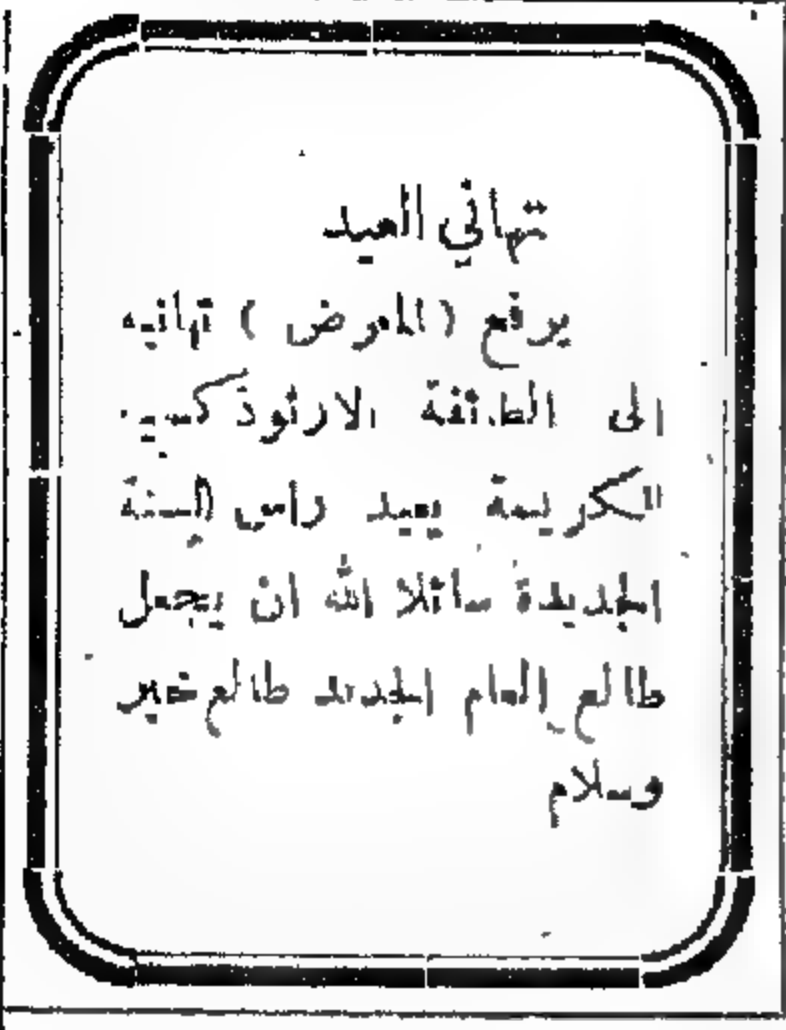 تهاني العيد
يرفع ( المعرض ) تهانيه
الى الطائفة الارثوذكسية
الكريمة بعيد راس السنة
الجديدة سائلا الله ان يجعل
طالع العام الجديد طالع خير
وسلام